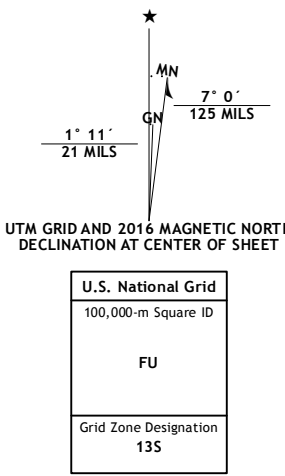 ★
MN
7° 0´
125 MILS
GN
1° 11´
21 MILS
UTM GRID AND 2016 MAGNETIC NORTH
DECLINATION AT CENTER OF SHEET
U.S. National Grid
100,000-m Square ID
FU
Grid Zone Designation
13S